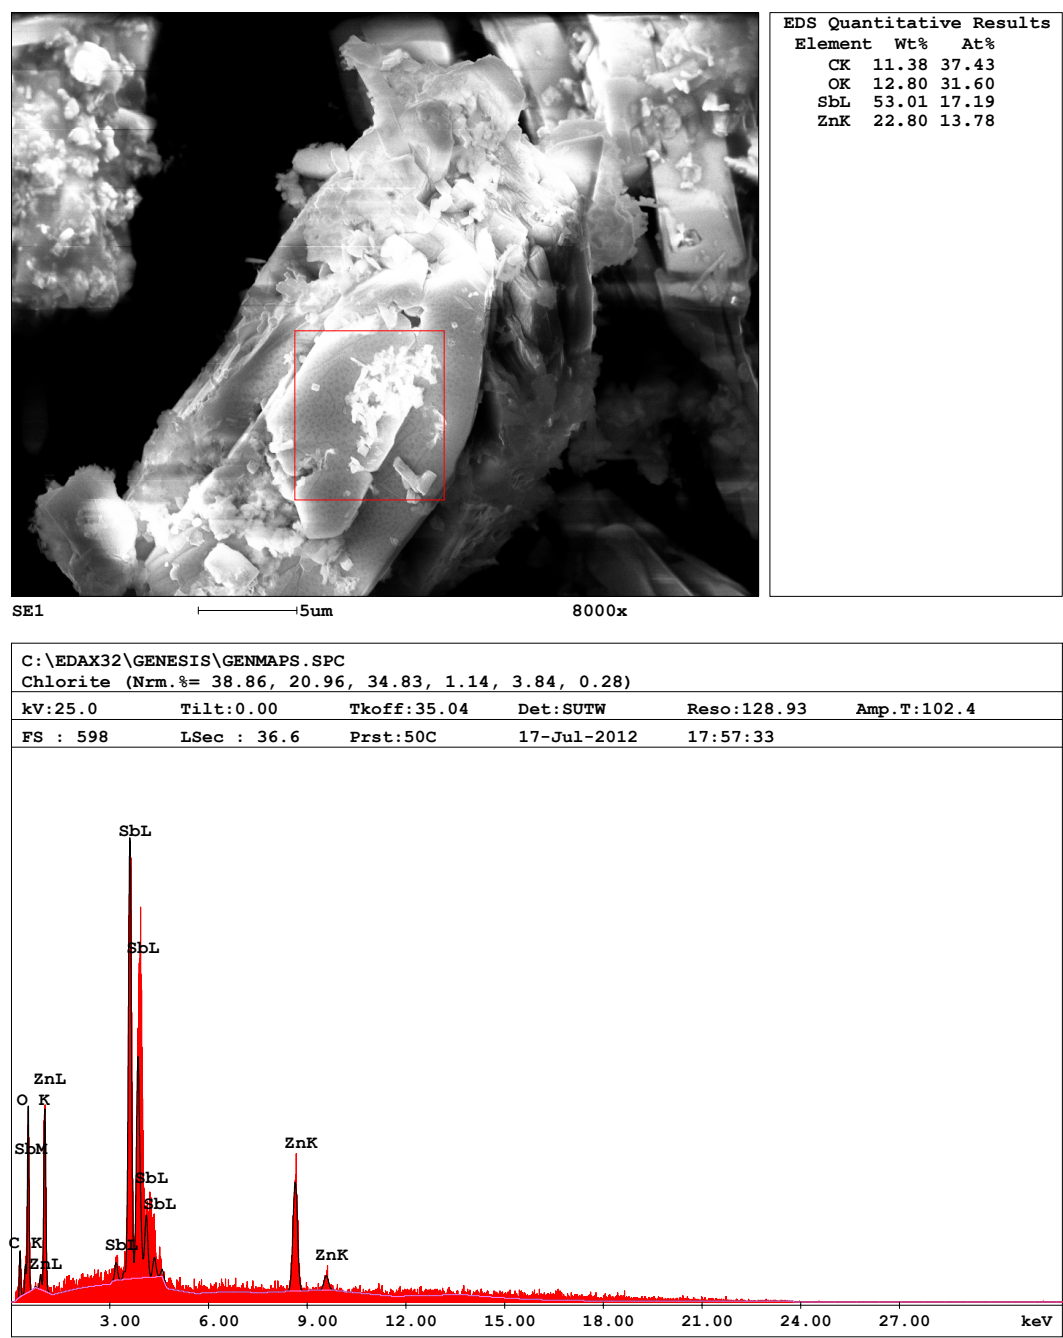 EDS Quantitative Results
Element Wt% At%
CK 11.38 37.43
OK 12.80 31.60
SbL 53.01 17.19
ZnK 22.80 13.78
SE1 5um 8000x
C:\EDAX32\GENESIS\GENMAPS.SPC
Chlorite (Nrm.%= 38.86, 20.96, 34.83, 1.14, 3.84, 0.28)
kV:25.0 Tilt:0.00 Tkoff:35.04 Det:SUTW Reso:128.93 Amp.T:102.4
FS : 598 LSec : 36.6 Prst:50C 17-Jul-2012 17:57:33
SbL
SbL
ZnL
O K
ZnK
SbM
SbL
SbL
C K
SbL
ZnK
ZnL
3.00 6.00 9.00 12.00 15.00 18.00 21.00 24.00 27.00 keV